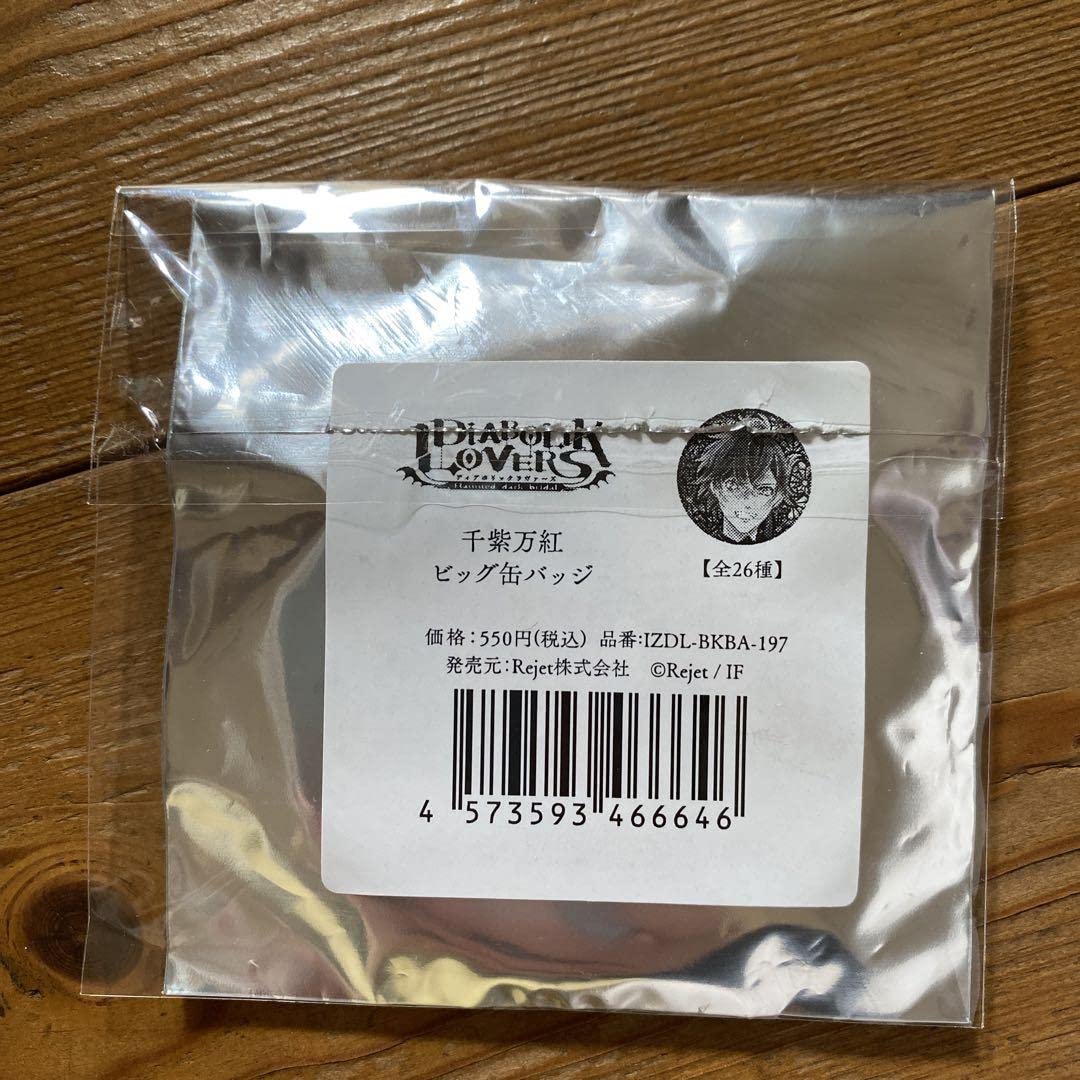 DIABOLIK
LOVERS
ディアボリックラヴァーズ
Haunted dark bridal
千紫万紅
ビッグ缶バッジ
【全26種】
価格：550円(税込) 品番:IZDL-BKBA-197
発売元：Rejet株式会社 ©Rejet / IF
4 573593 466646